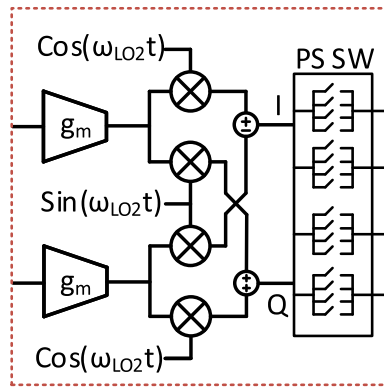 Cos(ωLO2t)
PS SW
I
±
gm
Sin(ωLO2t)
gm
‡
Q
Cos(ωLO2t)